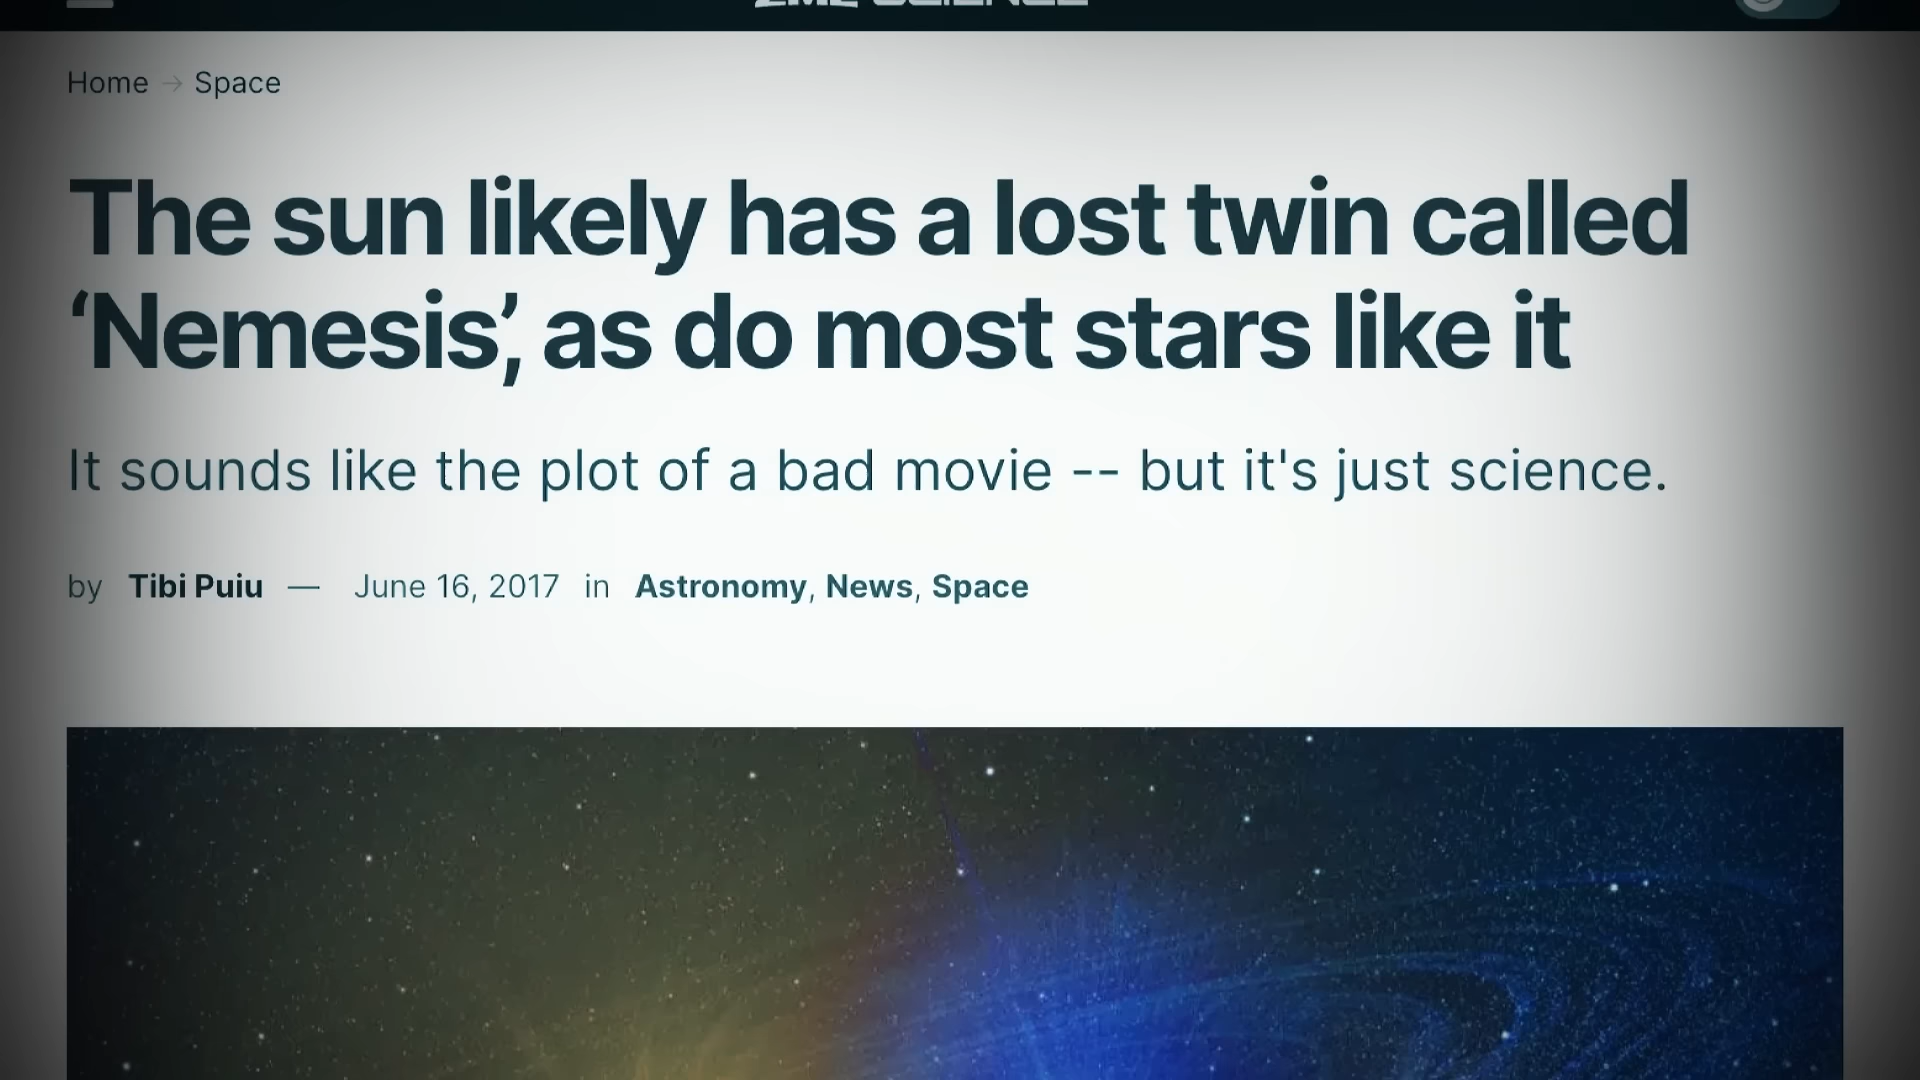 Home → Space
The sun likely has a lost twin called
‘Nemesis’, as do most stars like it
It sounds like the plot of a bad movie -- but it's just science.
by Tibi Puiu — June 16, 2017 in Astronomy, News, Space